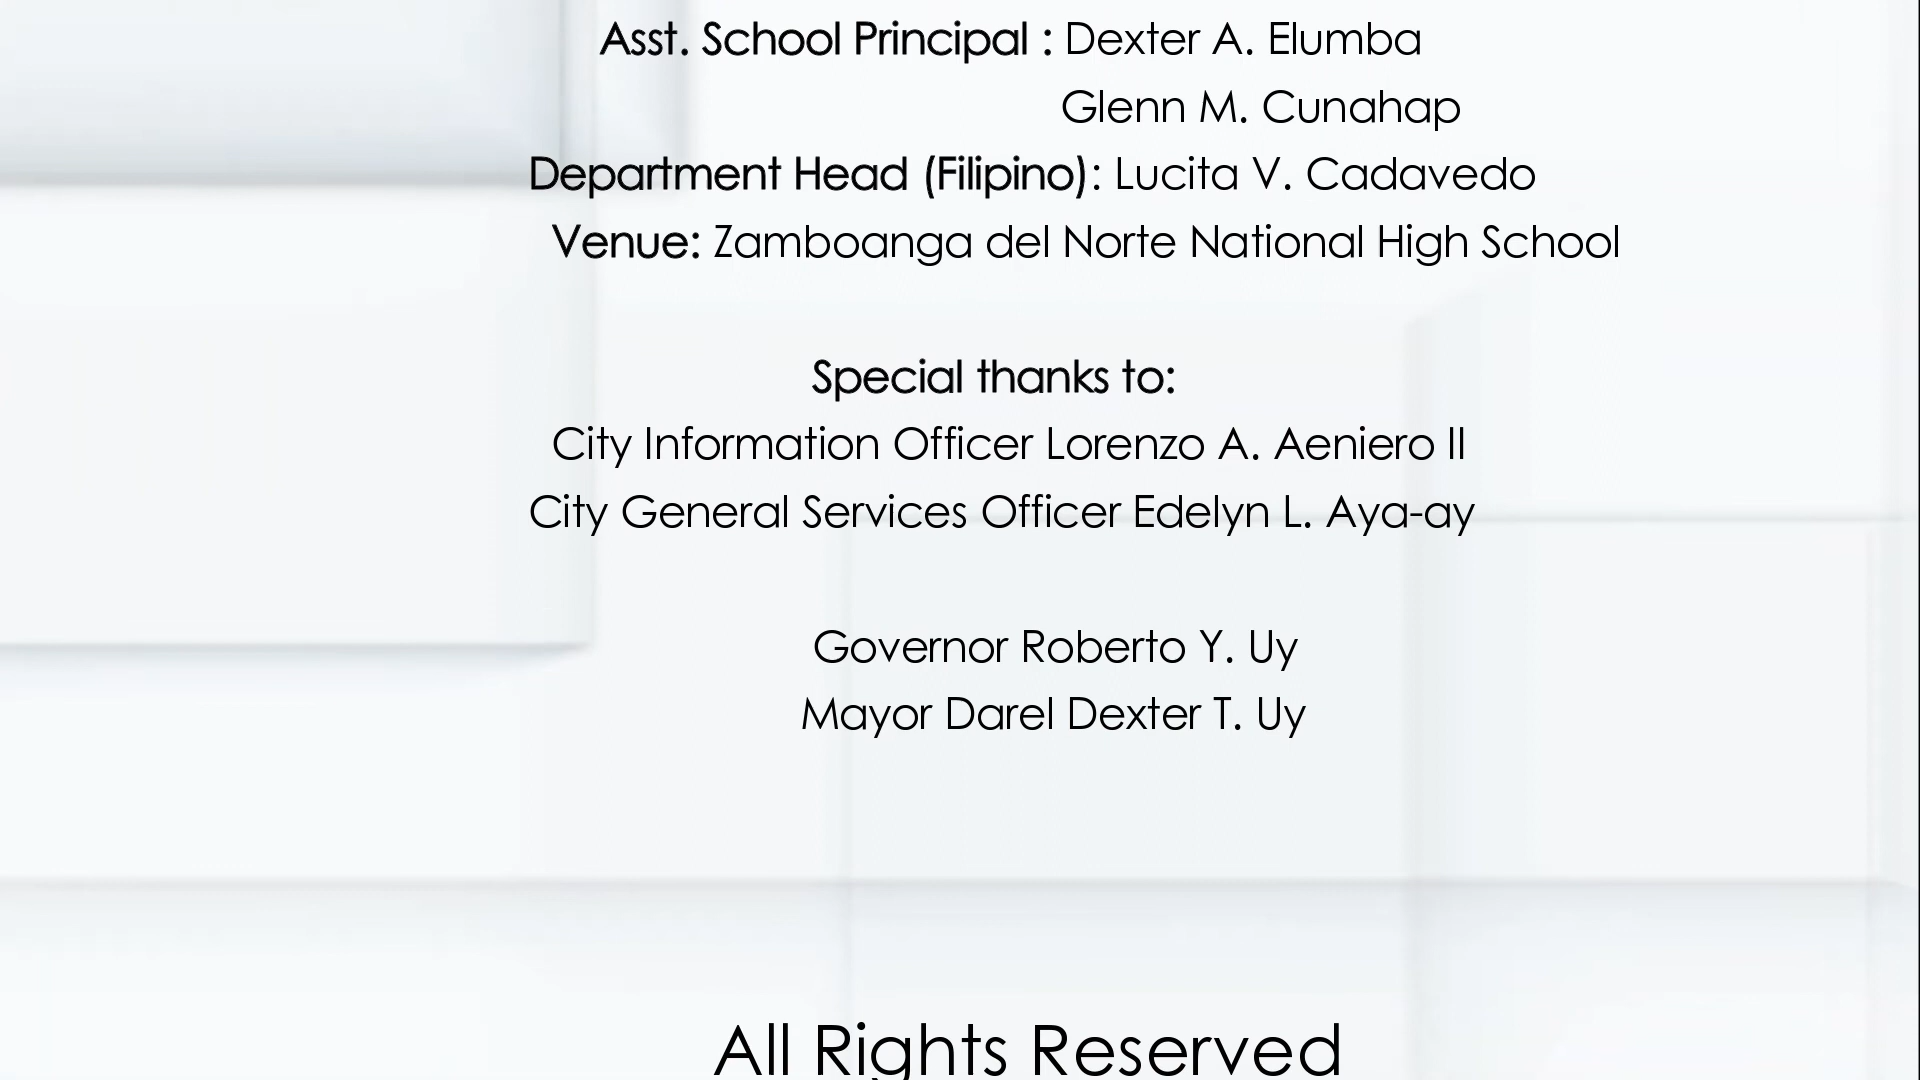 Asst. School Principal : Dexter A. Elumba
Glenn M. Cunahap
Department Head (Filipino): Lucita V. Cadavedo
Venue: Zamboanga del Norte National High School
Special thanks to:
City Information Officer Lorenzo A. Aeniero II
City General Services Officer Edelyn L. Aya-ay
Governor Roberto Y. Uy
Mayor Darel Dexter T. Uy
All Rights Reserved